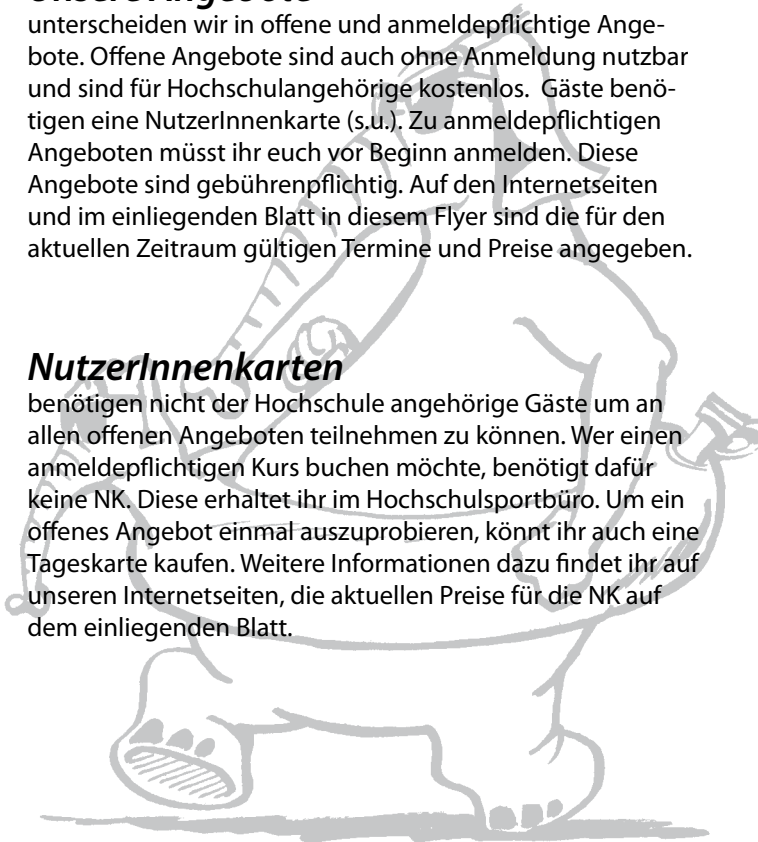 Unsere Angebote
unterscheiden wir in offene und anmeldepflichtige Ange-
bote. Offene Angebote sind auch ohne Anmeldung nutzbar
und sind für Hochschulangehörige kostenlos.  Gäste benö-
tigen eine NutzerInnenkarte (s.u.). Zu anmeldepflichtigen
Angeboten müsst ihr euch vor Beginn anmelden. Diese
Angebote sind gebührenpflichtig. Auf den Internetseiten
und im einliegenden Blatt in diesem Flyer sind die für den
aktuellen Zeitraum gültigen Termine und Preise angegeben.
NutzerInnenkarten
benötigen nicht der Hochschule angehörige Gäste um an
allen offenen Angeboten teilnehmen zu können. Wer einen
anmeldepflichtigen Kurs buchen möchte, benötigt dafür
keine NK. Diese erhaltet ihr im Hochschulsportbüro. Um ein
offenes Angebot einmal auszuprobieren, könnt ihr auch eine
Tageskarte kaufen. Weitere Informationen dazu findet ihr auf
unseren Internetseiten, die aktuellen Preise für die NK auf
dem einliegenden Blatt.